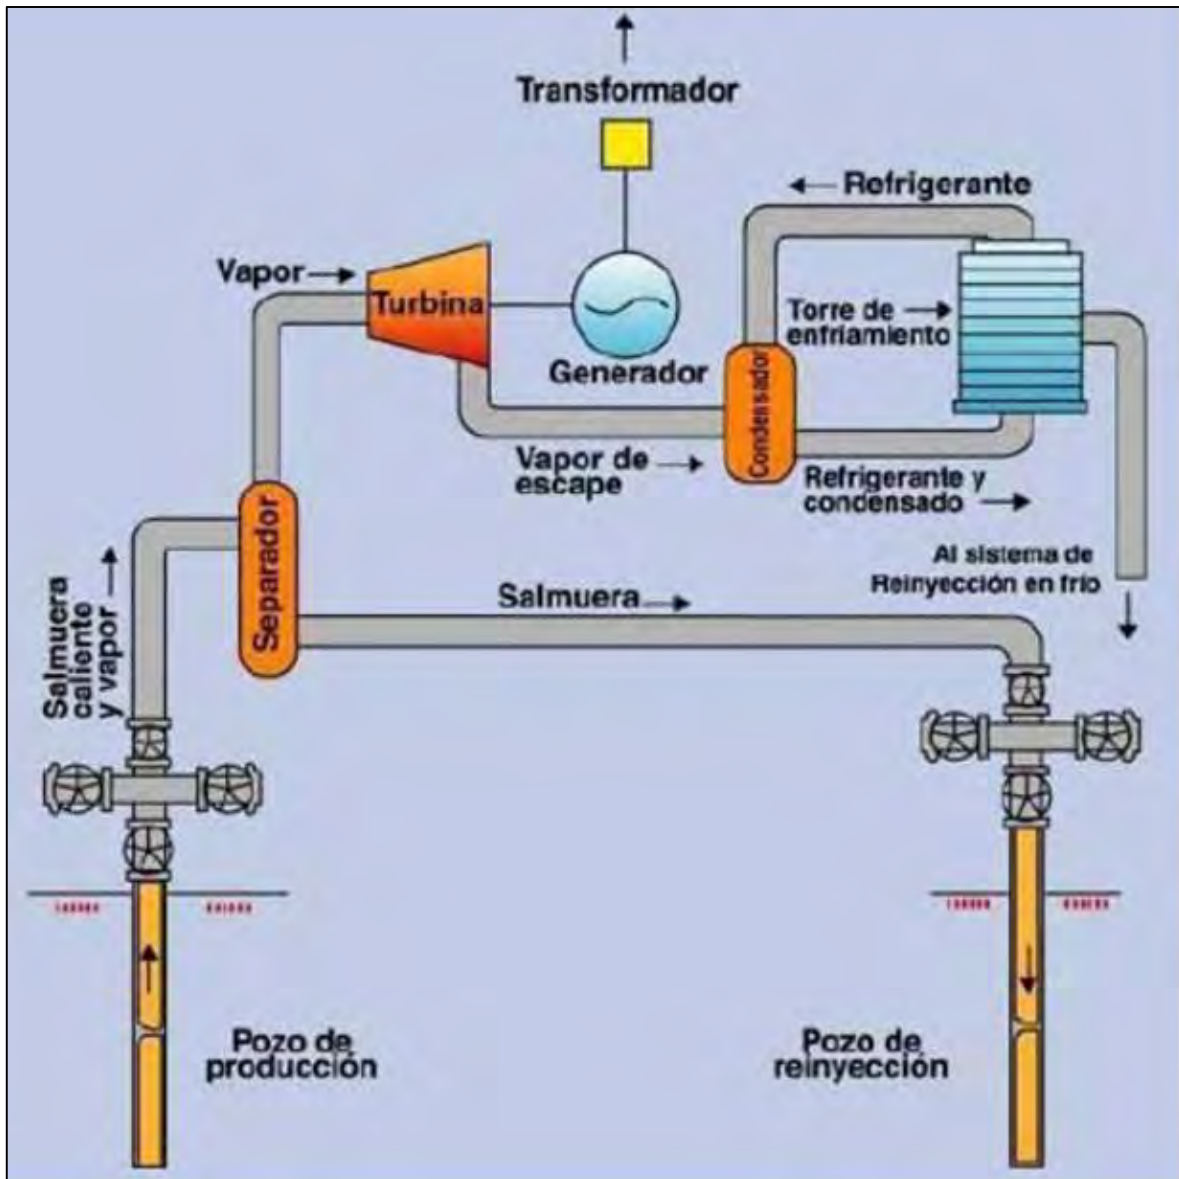 Transformador
Refrigerante
Vapor
Turbina
Torre de
enfriamiento
Generador
Condensador
Vapor de
escape
Refrigerante y
condensado
Separador
Al sistema de
Reinyección en frío
Salmuera
Salmuera
caliente
y vapor
Pozo de
producción
Pozo de
reinyección